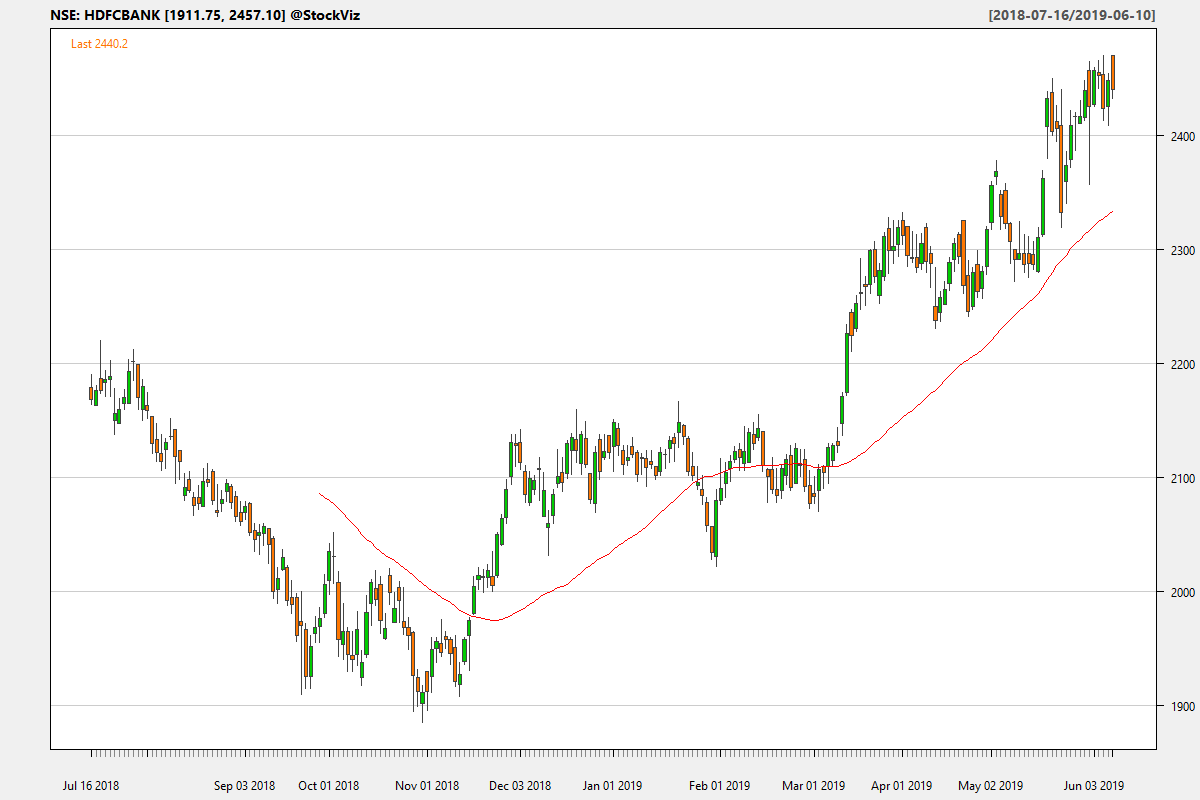 NSE: HDFCBANK [1911.75, 2457.10] @StockViz
[2018-07-16/2019-06-10]
Last 2440.2
2400
2300
2200
2100
2000
1900
Jul 16 2018
Sep 03 2018
Oct 01 2018
Nov 01 2018
Dec 03 2018
Jan 01 2019
Feb 01 2019
Mar 01 2019
Apr 01 2019
May 02 2019
Jun 03 2019